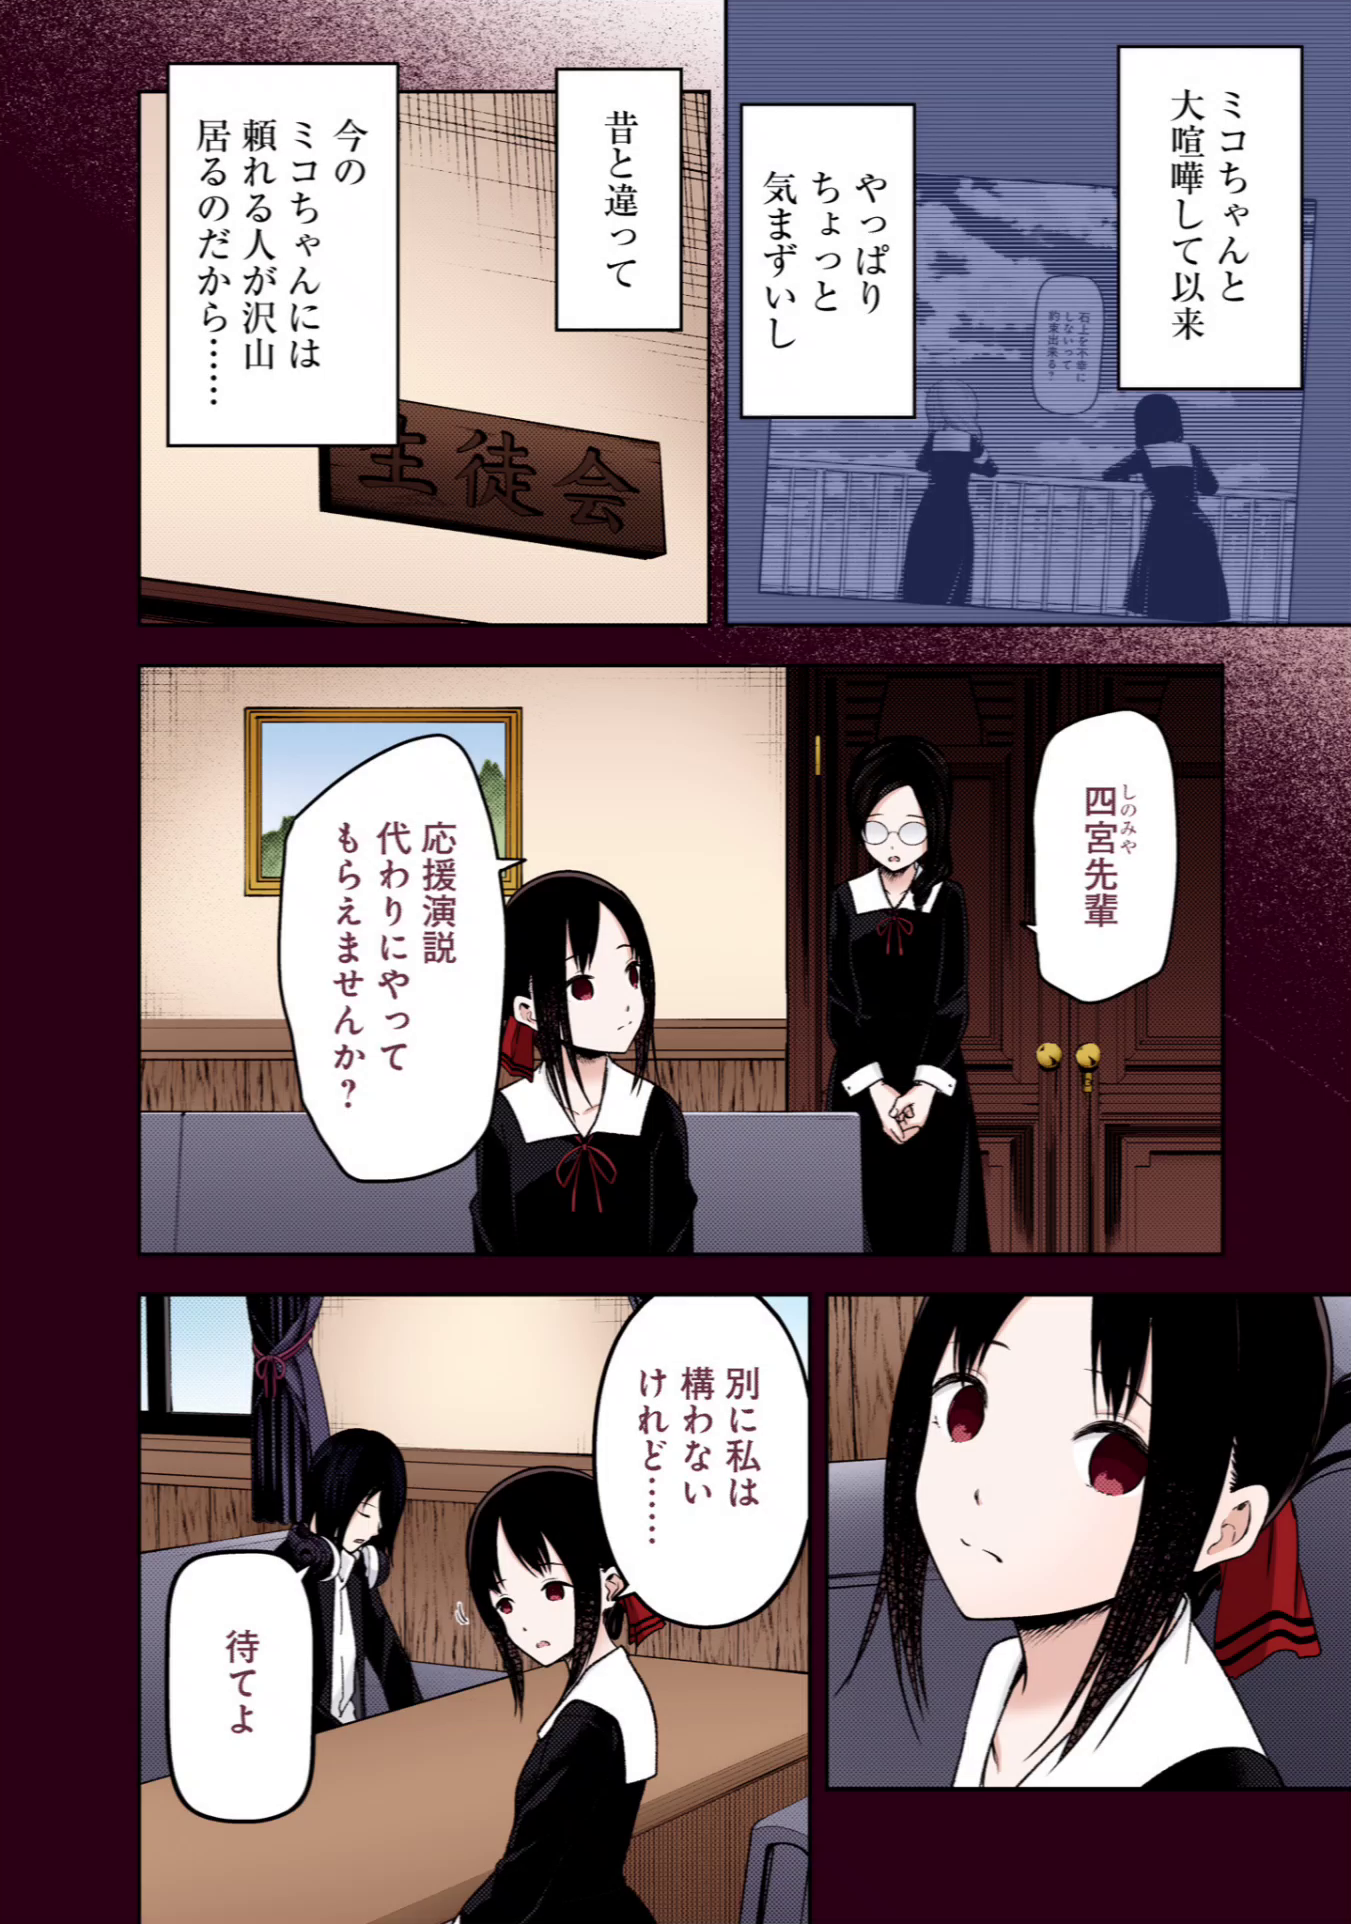 ミコちゃんと
大喧嘩して以来
やっぱり
ちょっと
気まずいし
石上を不幸に
しないって
約束出来る?
昔と違って
今の
ミコちゃんには
頼れる人が沢山
居るのだから……
生徒会
四宮先輩
しのみや
応援演説
代わりにやって
もらえませんか?
別に私は
構わない
けれど……
待てよ